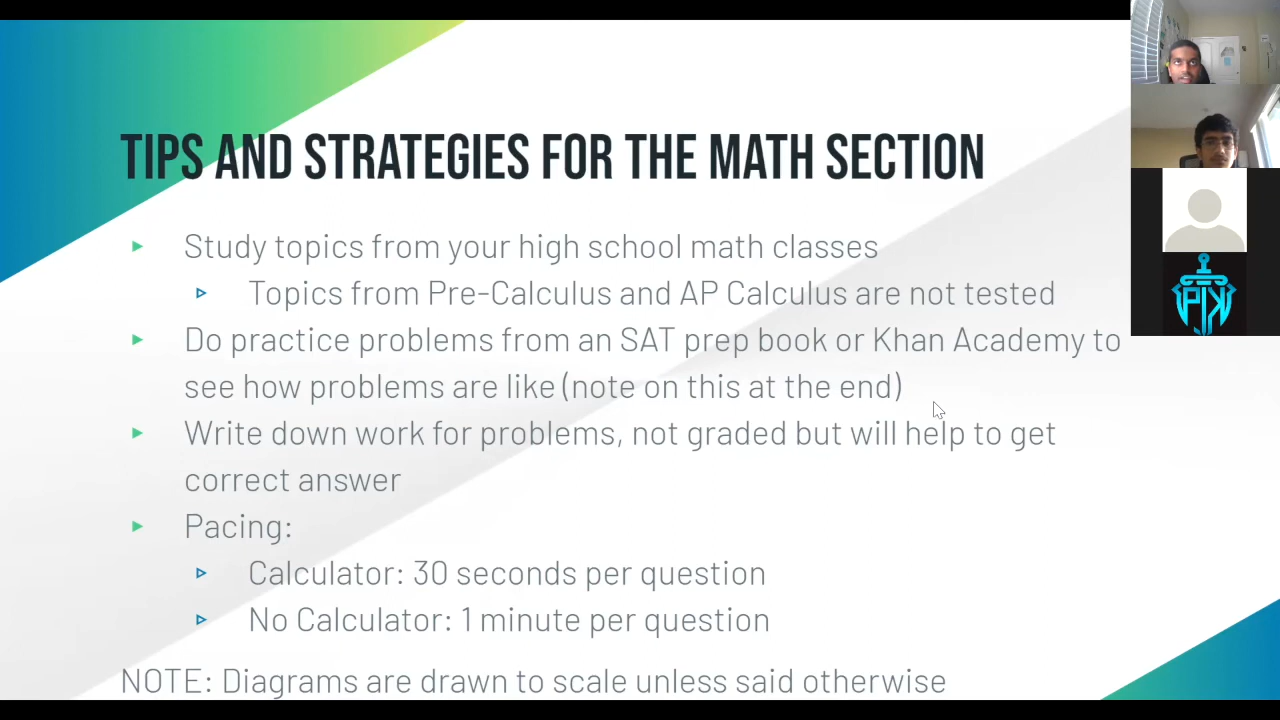 TIPS AND STRATEGIES FOR THE MATH SECTION
Study topics from your high school math classes
Topics from Pre-Calculus and AP Calculus are not tested
Do practice problems from an SAT prep book or Khan Academy to
see how problems are like (note on this at the end)
Write down work for problems, not graded but will help to get
correct answer
Pacing:
Calculator: 30 seconds per question
No Calculator: 1 minute per question
NOTE: Diagrams are drawn to scale unless said otherwise